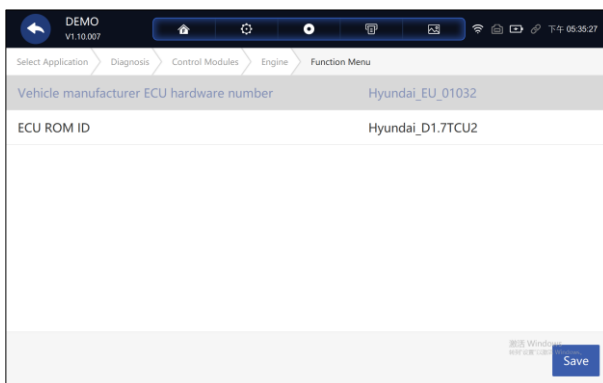 DEMO
V1.10.007
下午 05:35:27
Select Application Diagnosis Control Modules Engine Function Menu
Vehicle manufacturer ECU hardware number Hyundai_EU_01032
ECU ROM ID Hyundai_D1.7TCU2
激活 Windows
Save